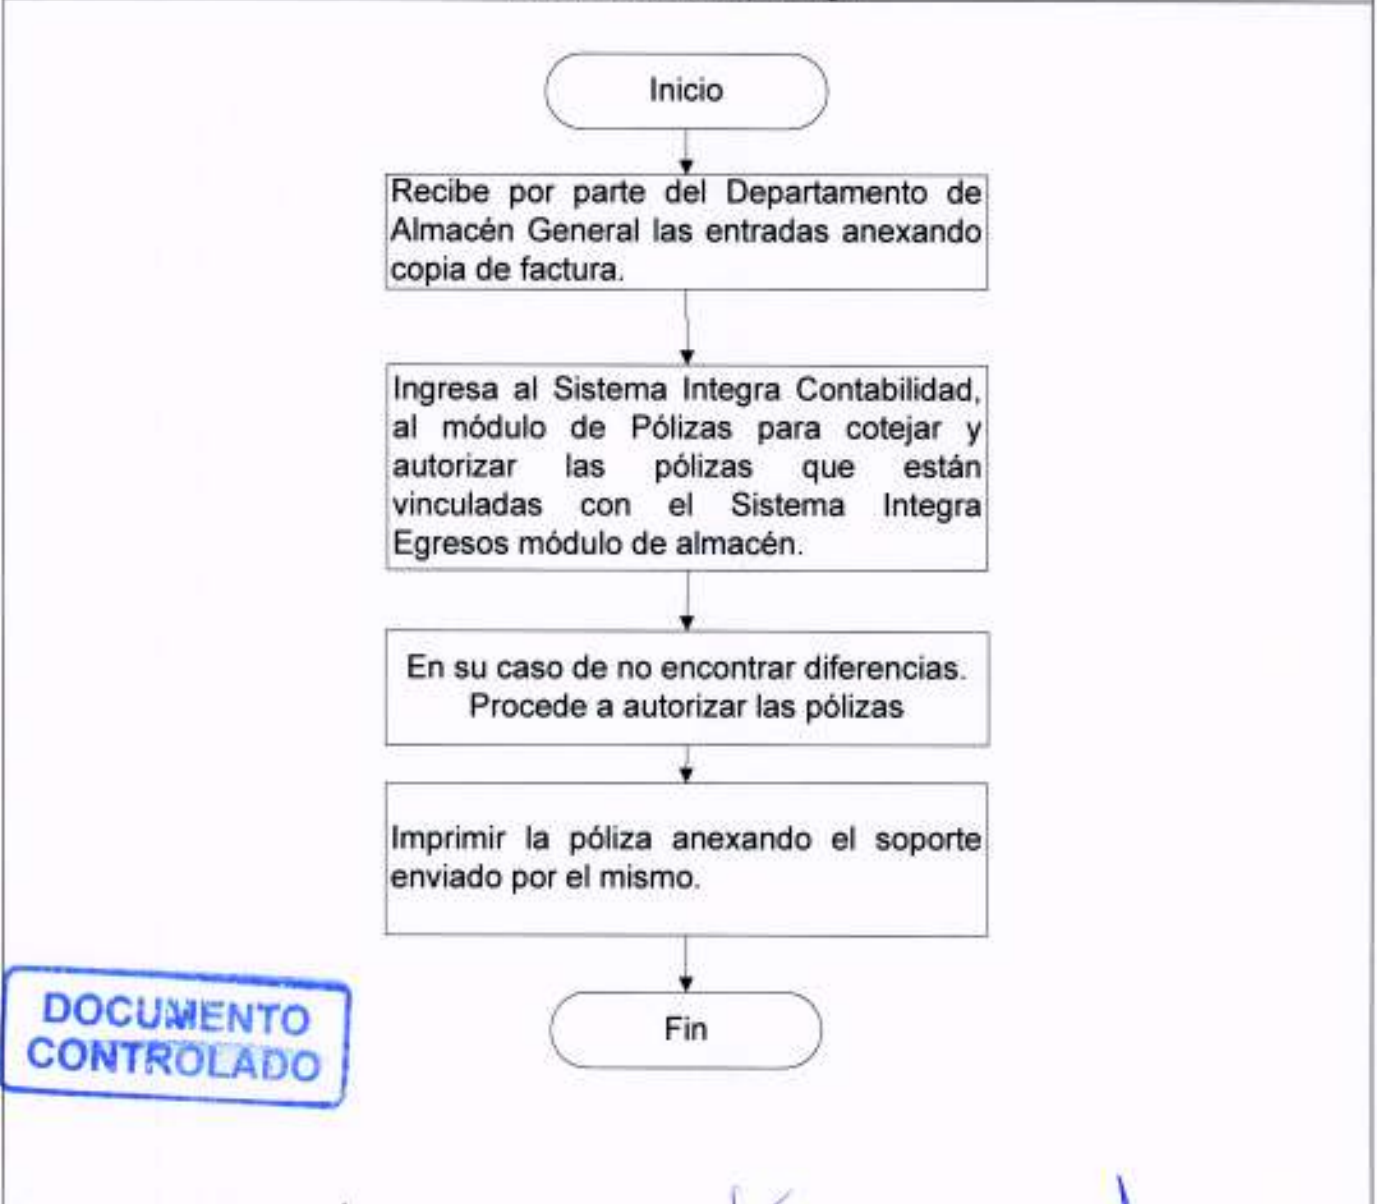 Inicio
Recibe por parte del Departamento de
Almacén General las entradas anexando
copia de factura.
Ingresa al Sistema Integra Contabilidad,
al módulo de Pólizas para cotejar y
autorizar las pólizas que están
vinculadas con el Sistema Integra
Egresos módulo de almacén.
En su caso de no encontrar diferencias.
Procede a autorizar las pólizas
Imprimir la póliza anexando el soporte
enviado por el mismo.
Fin
DOCUMENTO
CONTROLADO